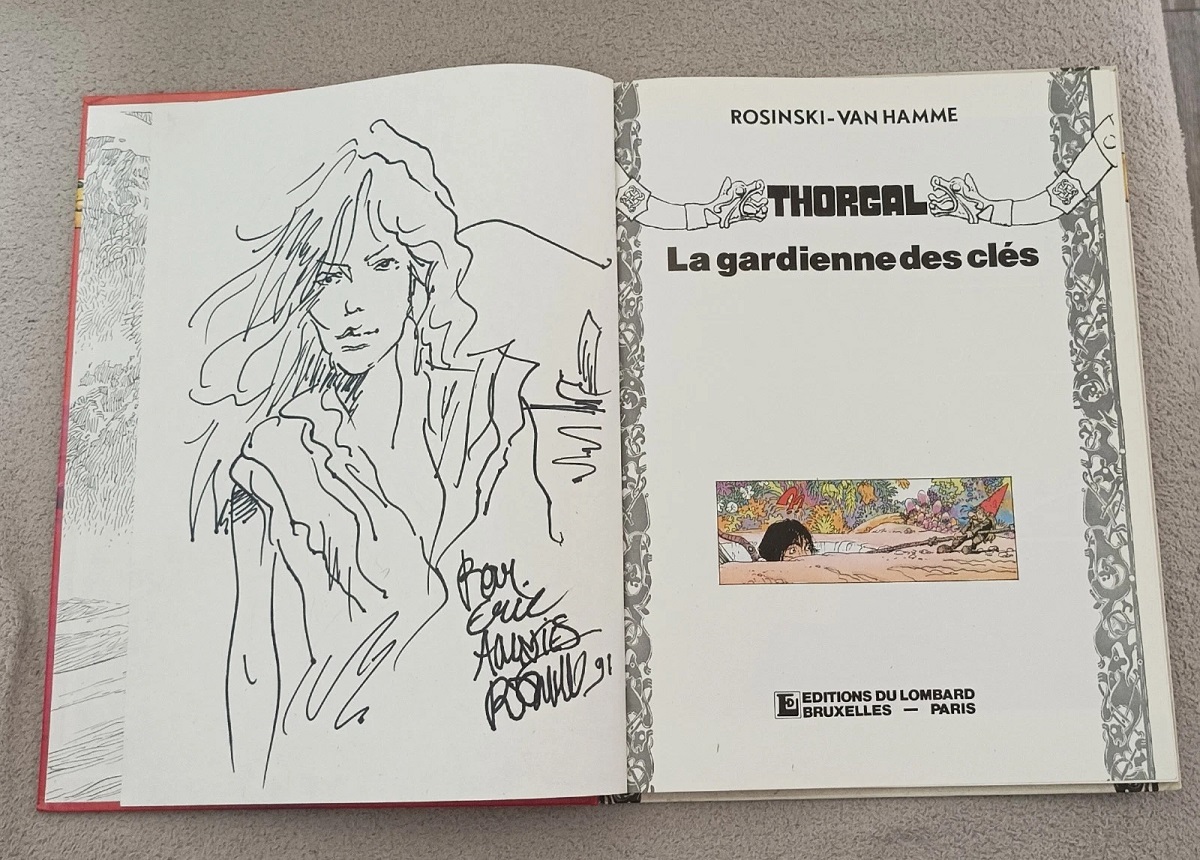 Pour
Eric
Amitiés
Rosinski 91
ROSINSKI-VAN HAMME
THORGAL
La gardienne des clés
EDITIONS DU LOMBARD
BRUXELLES — PARIS